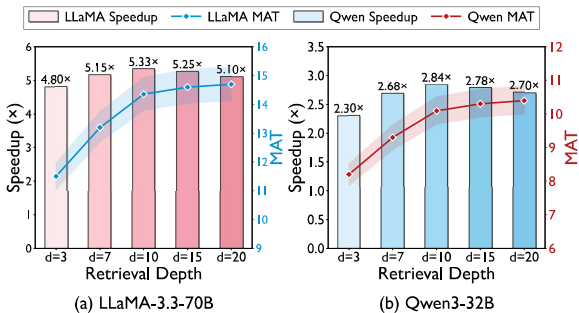 LLaMA Speedup LLaMA MAT Qwen Speedup Qwen MAT
6 5 4 3 2 1 0
Speedup (×)
4.80× 5.15× 5.33× 5.25× 5.10×
16 15 14 13 12 11 10 9
MAT
d=3 d=7 d=10 d=15 d=20
Retrieval Depth
(a) LLaMA-3.3-70B
3.5 3.0 2.5 2.0 1.5 1.0 0.5 0.0
Speedup (×)
2.30× 2.68× 2.84× 2.78× 2.70×
12 11 10 9 8 6
MAT
d=3 d=7 d=10 d=15 d=20
Retrieval Depth
(b) Qwen3-32B